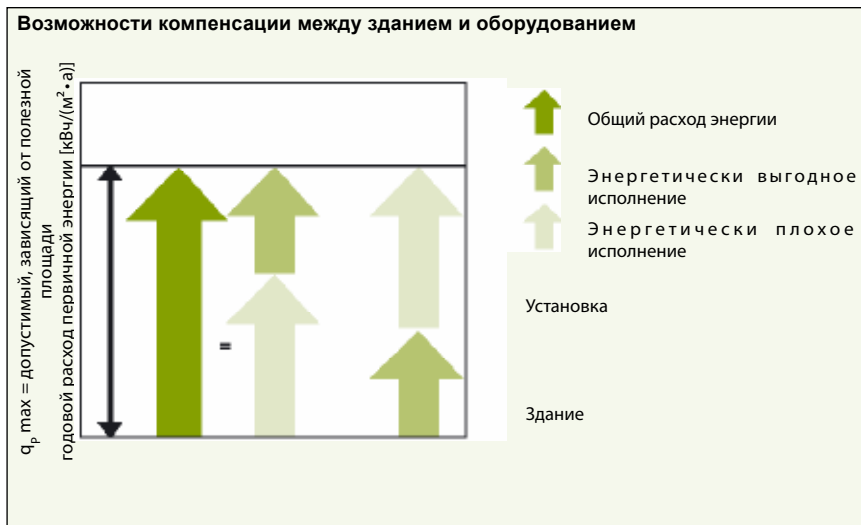 Возможности компенсации между зданием и оборудованием
q_p max = допустимый, зависящий от полезной
площади
годовой расход первичной энергии [кВч/(м²•а)]
=
Общий расход энергии
Энергетически выгодное
исполнение
Энергетически плохое
исполнение
Установка
Здание